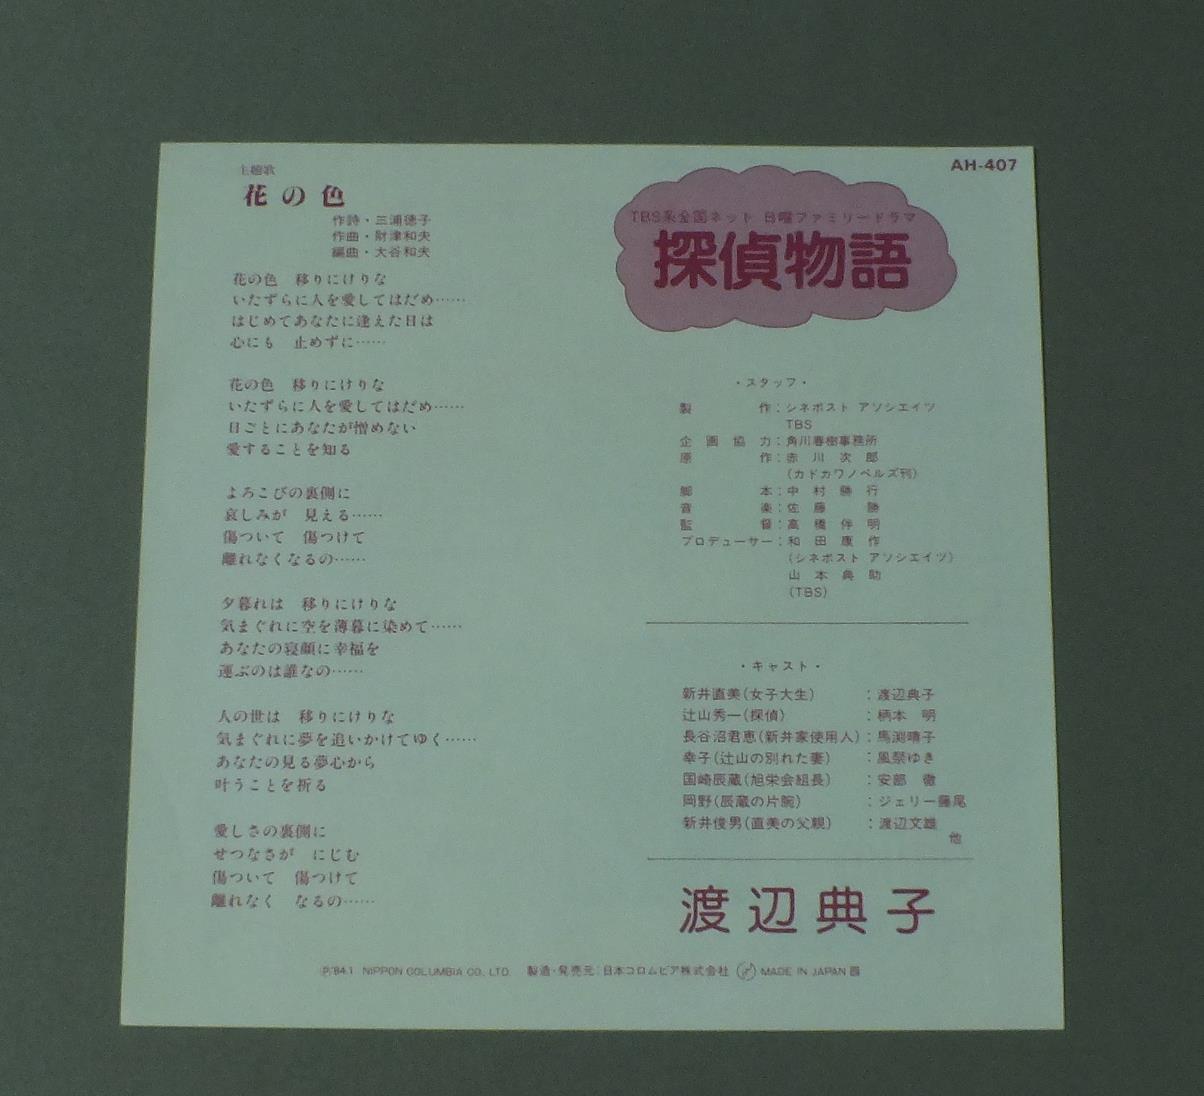 主題歌
花の色
作詩・三浦徳子
作曲・財津和夫
編曲・大谷和夫
花の色　移りにけりな
いたずらに人を愛してはだめ……
はじめてあなたに逢えた日は
心にも　止めずに……
花の色　移りにけりな
いたずらに人を愛してはだめ……
日ごとにあなたが憎めない
愛することを知る
よろこびの裏側に
哀しみが　見える……
傷ついて　傷つけて
離れなくなるの……
夕暮れは　移りにけりな
気まぐれに空を薄暮に染めて……
あなたの寝顔に幸福を
運ぶのは誰なの……
人の世は　移りにけりな
気まぐれに夢を追いかけてゆく……
あなたの見る夢心から
叶うことを祈る
愛しさの裏側に
せつなさが　にじむ
傷ついて　傷つけて
離れなく　なるの……
AH-407
TBS系全国ネット 日曜ファミリードラマ
探偵物語
・スタッフ・
製作：シネポスト アソシエイツ
TBS
企画協力：角川春樹事務所
原作：赤川次郎
(カドカワノベルズ刊)
脚本：中村勝行
音楽：佐藤　勝
監督：高橋伴明
プロデューサー：和田康作
(シネポスト アソシエイツ)
山本典助
(TBS)
・キャスト・
新井直美(女子大生)：渡辺典子
辻山秀一(探偵)：柄本　明
長谷沼君恵(新井家使用人)：馬渕晴子
幸子(辻山の別れた妻)：風祭ゆき
国崎辰蔵(旭栄会組長)：安部　徹
岡野(辰蔵の片腕)：ジェリー藤尾
新井俊男(直美の父親)：渡辺文雄
他
渡辺典子
Ⓟ'84.1 NIPPON COLUMBIA CO., LTD. 製造・発売元：日本コロムビア株式会社 MADE IN JAPAN